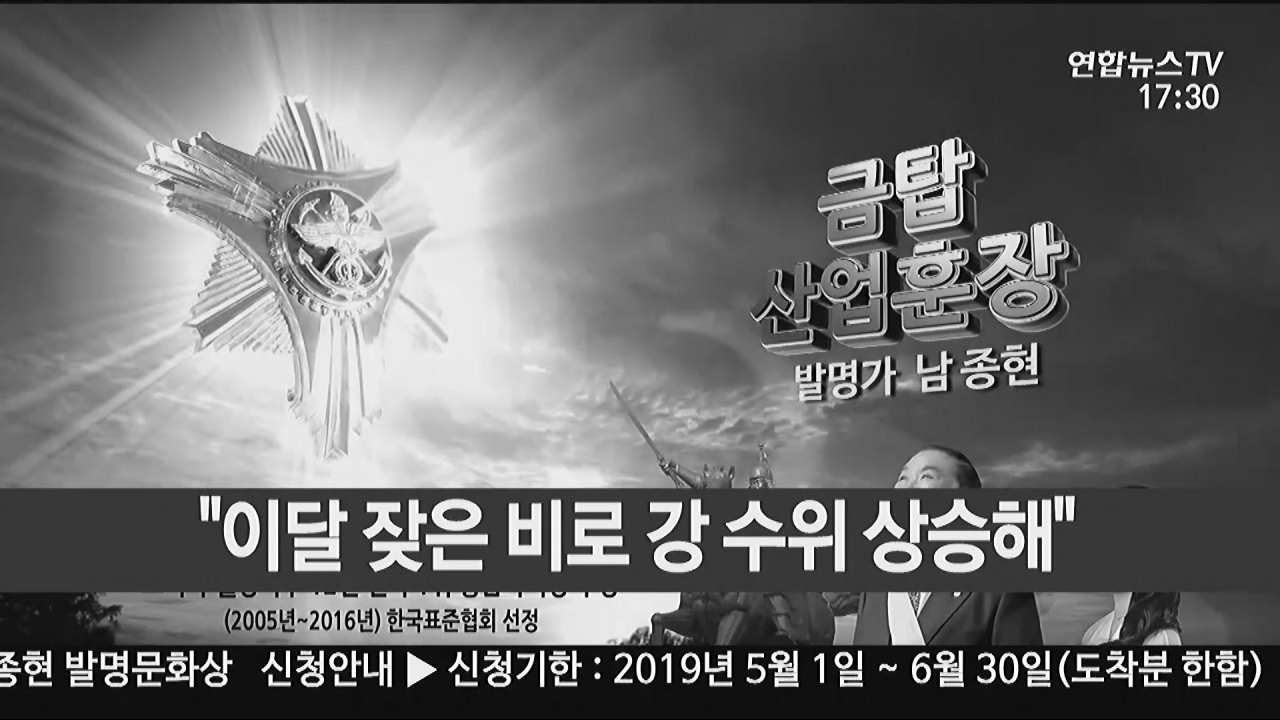 연합뉴스TV
17:30
금탑
산업훈장
발명가 남종현
"이달 잦은 비로 강 수위 상승해"
(2005년~2016년) 한국표준협회 선정
종현 발명문화상 신청안내 ▶ 신청기한 : 2019년 5월 1일 ~ 6월 30일(도착분 한함)